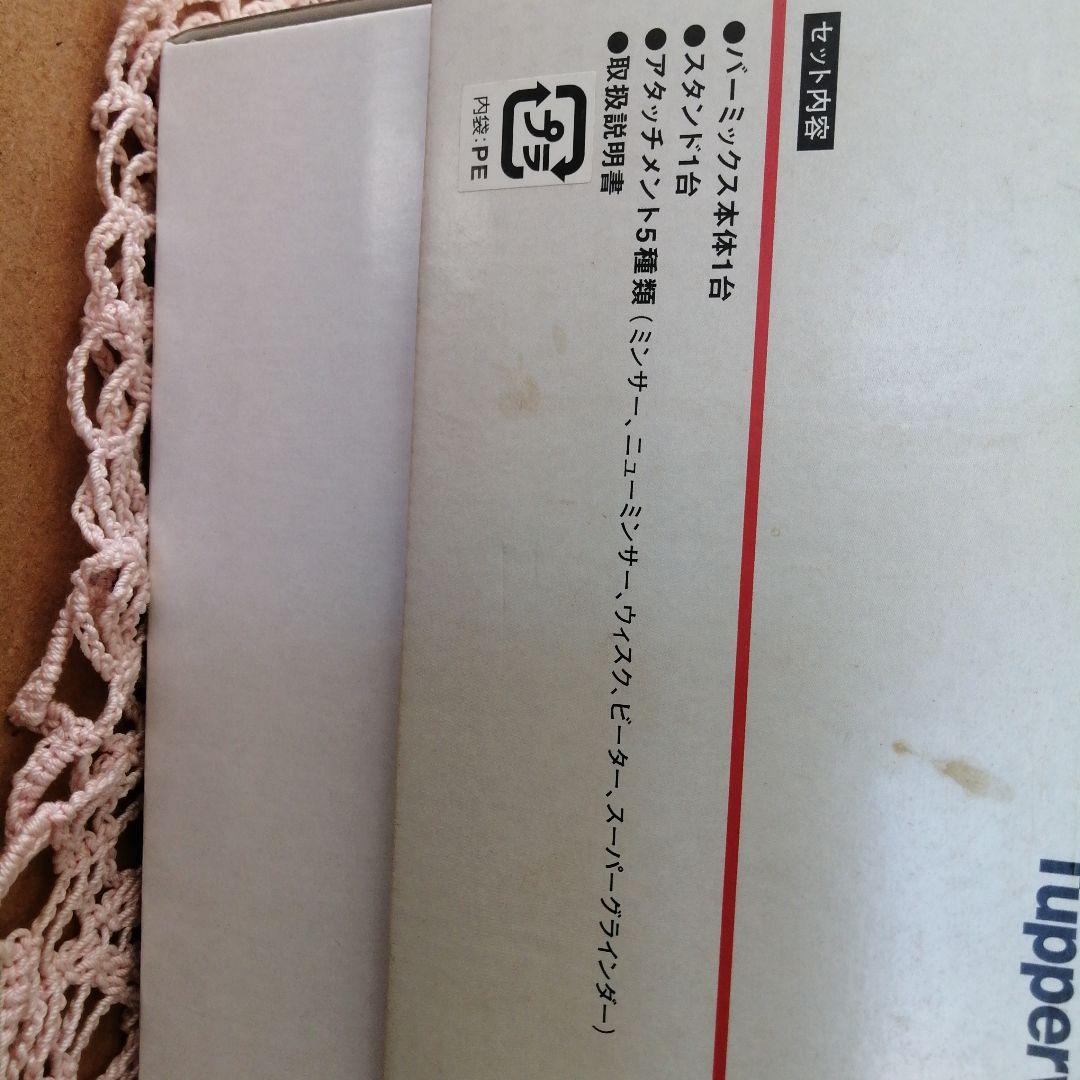 セット内容
●バーミックス本体1台
●スタンド1台
●アタッチメント5種類（ミンサー、ニューミンサー、ウィスク、ビーター、スーパーグラインダー）
●取扱説明書
プラ
内袋：PE
Tupper